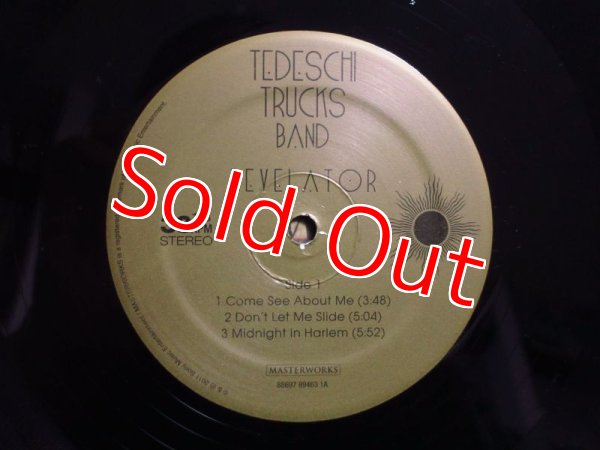 TEDESCHI
TRUCKS
BAND
EVELATOR
Sold Out
STEREO
Side 1
1 Come See About Me (3:48)
2 Don't Let Me Slide (5:04)
3 Midnight in Harlem (5:52)
MASTERWORKS
88697 89463 1A